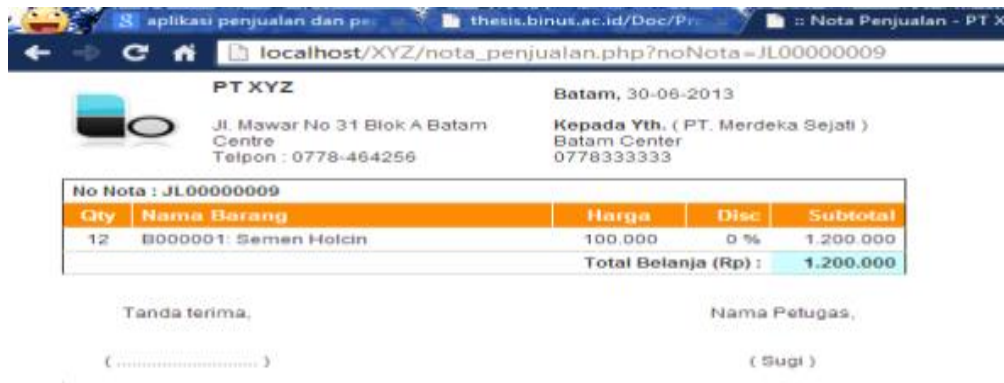 aplikasi penjualan dan pe
thesis.binus.ac.id/Doc/Pr
:: Nota Penjualan - PT X
localhost/XYZ/nota_penjualan.php?noNota=JL00000009
PT XYZ
Batam, 30-06-2013
Jl. Mawar No 31 Blok A Batam
Centre
Telpon : 0778-464256
Kepada Yth. ( PT. Merdeka Sejati )
Batam Center
0778333333
No Nota : JL00000009
Qty Nama Barang Harga Disc Subtotal
12 B000001: Semen Holcin 100.000 0 % 1.200.000
Total Belanja (Rp) : 1.200.000
Tanda terima, Nama Petugas,
( ............................ ) ( Sugi )